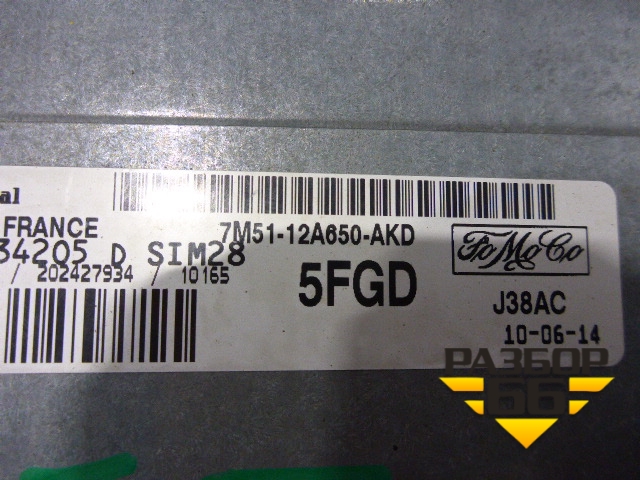 al
FRANCE
7M51-12A650-AKD
FoMoCo
34205 D SIM28
/ 202427934 / 10165
5FGD
J38AC
10-06-14
РАЗБОР
66